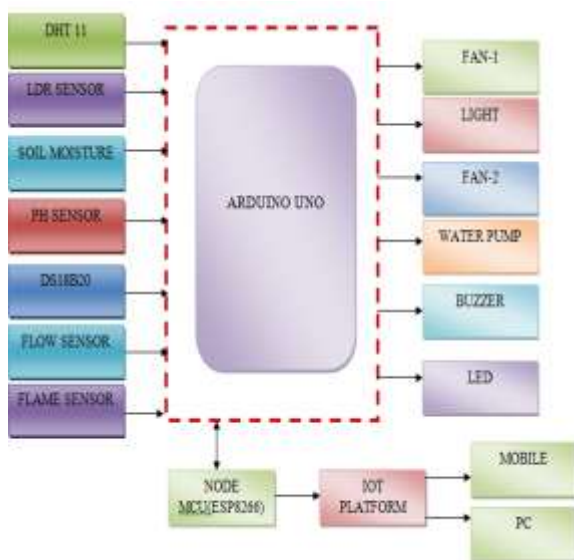 DHT 11
LDR SENSOR
SOIL MOISTURE
PH SENSOR
DS18B20
FLOW SENSOR
FLAME SENSOR
ARDUINO UNO
FAN-1
LIGHT
FAN-2
WATER PUMP
BUZZER
LED
NODE
MCU(ESP8266)
IOT
PLATFORM
MOBILE
PC